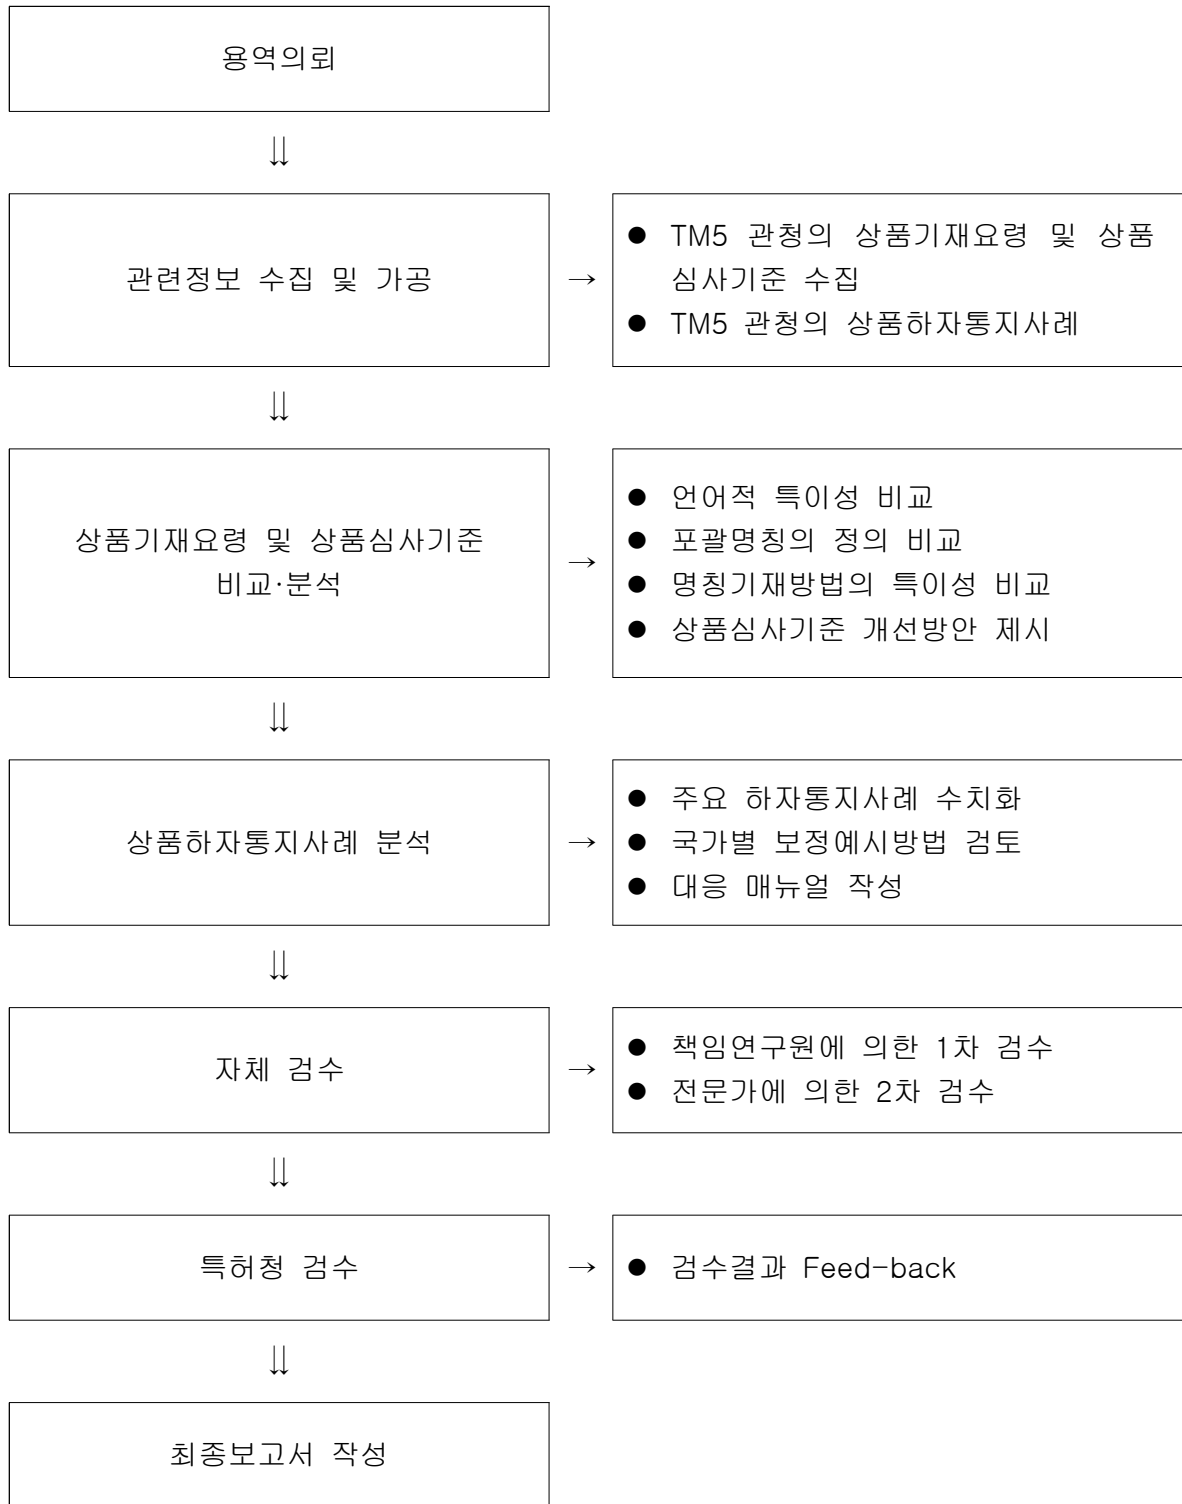 용역의뢰
⇓
관련정보 수집 및 가공
→
● TM5 관청의 상품기재요령 및 상품
심사기준 수집
● TM5 관청의 상품하자통지사례
⇓
상품기재요령 및 상품심사기준
비교·분석
→
● 언어적 특이성 비교
● 포괄명칭의 정의 비교
● 명칭기재방법의 특이성 비교
● 상품심사기준 개선방안 제시
⇓
상품하자통지사례 분석
→
● 주요 하자통지사례 수치화
● 국가별 보정예시방법 검토
● 대응 매뉴얼 작성
⇓
자체 검수
→
● 책임연구원에 의한 1차 검수
● 전문가에 의한 2차 검수
⇓
특허청 검수
→
● 검수결과 Feed-back
⇓
최종보고서 작성